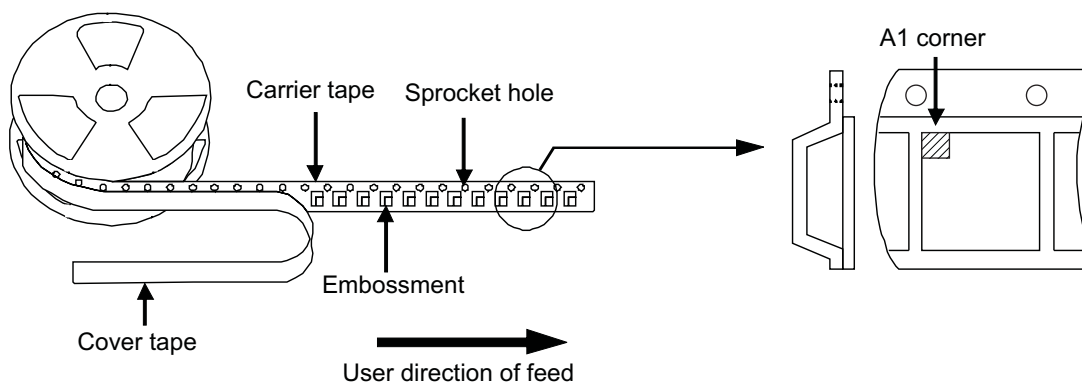 A1 corner
Carrier tape
Sprocket hole
Embossment
Cover tape
User direction of feed